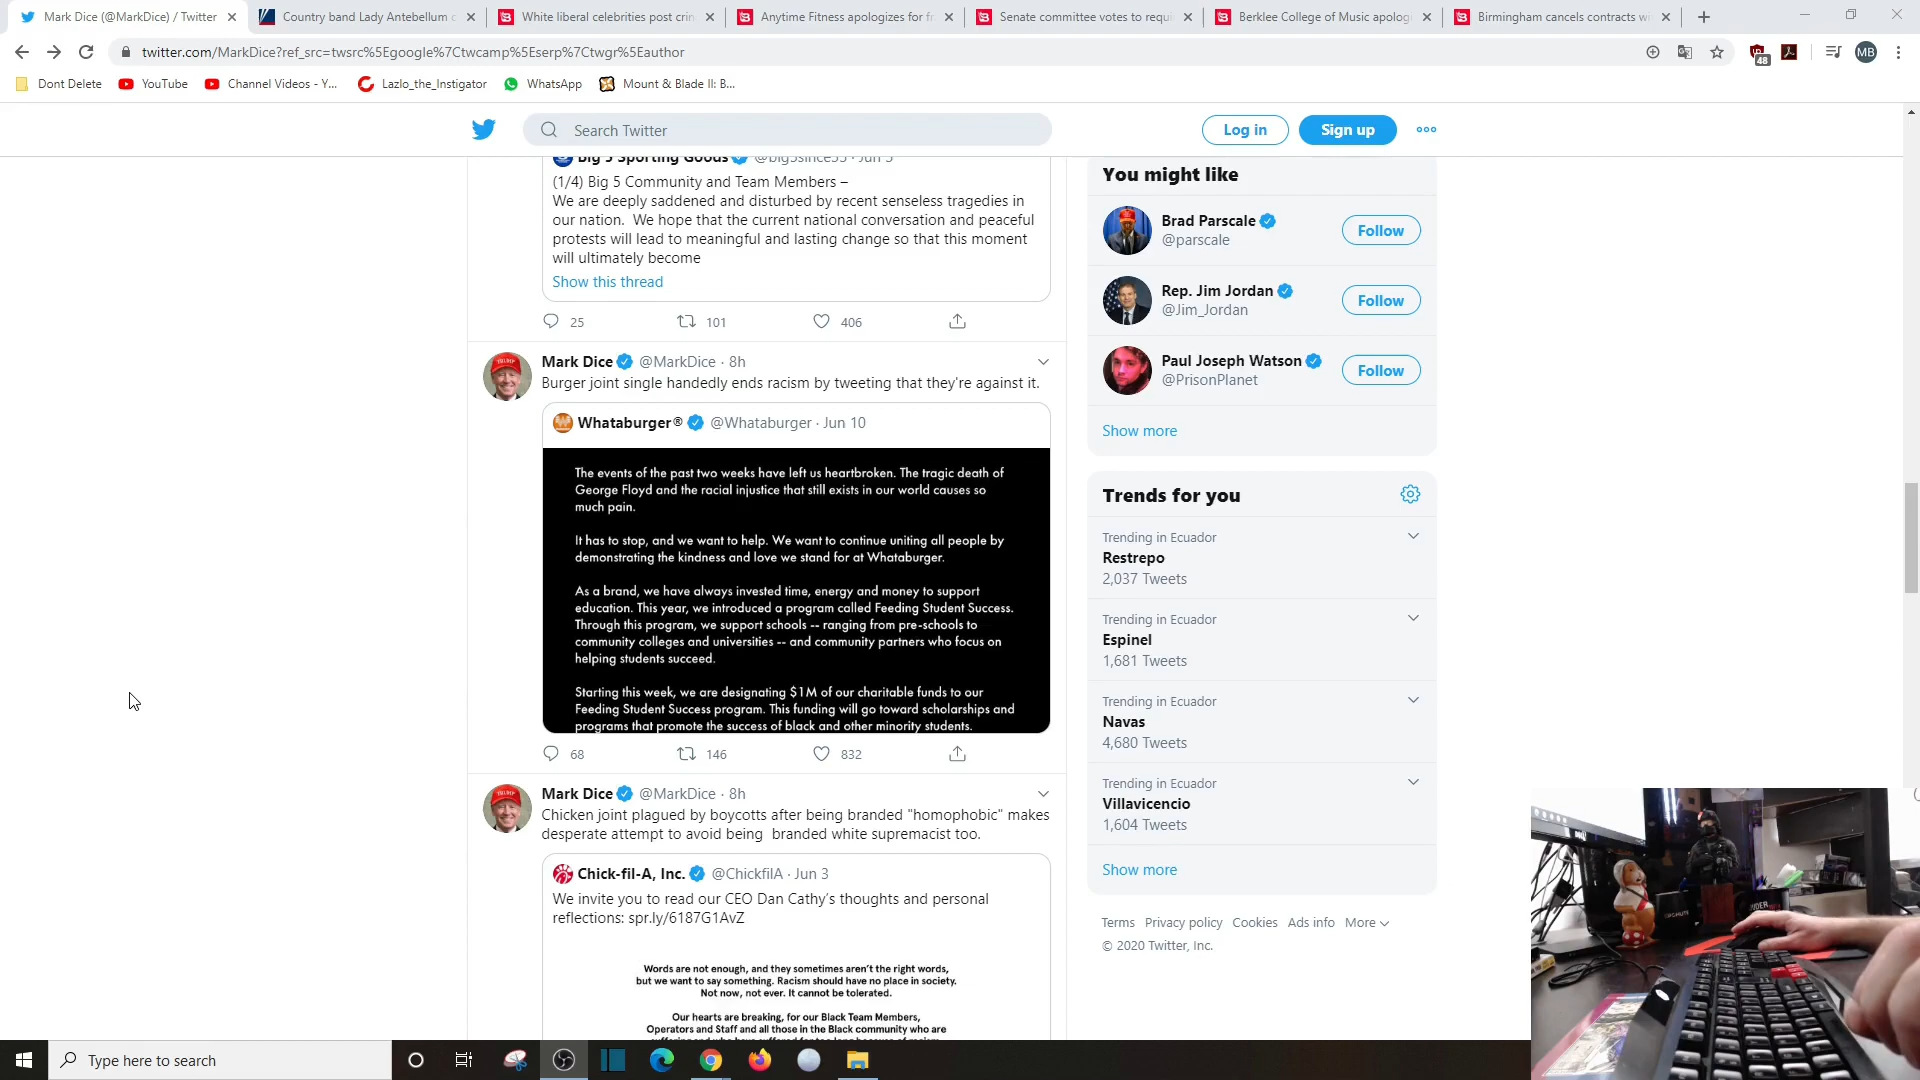 Mark Dice (@MarkDice) / Twitter
Country band Lady Antebellum c
White liberal celebrities post crin
Anytime Fitness apologizes for fr
Senate committee votes to requi
Berklee College of Music apologi
Birmingham cancels contracts wi
twitter.com/MarkDice?ref_src=twsrc%5Egoogle%7Ctwcamp%5Eserp%7Ctwgr%5Eauthor
48
MB
Dont Delete
YouTube
Channel Videos - Y...
Lazlo_the_Instigator
WhatsApp
Mount & Blade II: B...
Search Twitter
Log in
Sign up
Big 5 Sporting Goods @big5since55 · Jun 5
(1/4) Big 5 Community and Team Members –
We are deeply saddened and disturbed by recent senseless tragedies in
our nation. We hope that the current national conversation and peaceful
protests will lead to meaningful and lasting change so that this moment
will ultimately become
Show this thread
25 101 406
Mark Dice @MarkDice · 8h
Burger joint single handedly ends racism by tweeting that they're against it.
Whataburger® @Whataburger · Jun 10
The events of the past two weeks have left us heartbroken. The tragic death of
George Floyd and the racial injustice that still exists in our world causes so
much pain.
It has to stop, and we want to help. We want to continue uniting all people by
demonstrating the kindness and love we stand for at Whataburger.
As a brand, we have always invested time, energy and money to support
education. This year, we introduced a program called Feeding Student Success.
Through this program, we support schools -- ranging from pre-schools to
community colleges and universities -- and community partners who focus on
helping students succeed.
Starting this week, we are designating $1M of our charitable funds to our
Feeding Student Success program. This funding will go toward scholarships and
programs that promote the success of black and other minority students.
68 146 832
Mark Dice @MarkDice · 8h
Chicken joint plagued by boycotts after being branded "homophobic" makes
desperate attempt to avoid being branded white supremacist too.
Chick-fil-A, Inc. @ChickfilA · Jun 3
We invite you to read our CEO Dan Cathy's thoughts and personal
reflections: spr.ly/6187G1AvZ
Words are not enough, and they sometimes aren't the right words,
but we want to say something. Racism should have no place in society.
Not now, not ever. It cannot be tolerated.
Our hearts are breaking, for our Black Team Members,
Operators and Staff and all those in the Black community who are
You might like
Brad Parscale
@parscale
Follow
Rep. Jim Jordan
@Jim_Jordan
Follow
Paul Joseph Watson
@PrisonPlanet
Follow
Show more
Trends for you
Trending in Ecuador
Restrepo
2,037 Tweets
Trending in Ecuador
Espinel
1,681 Tweets
Trending in Ecuador
Navas
4,680 Tweets
Trending in Ecuador
Villavicencio
1,604 Tweets
Show more
Terms Privacy policy Cookies Ads info More
© 2020 Twitter, Inc.
Type here to search